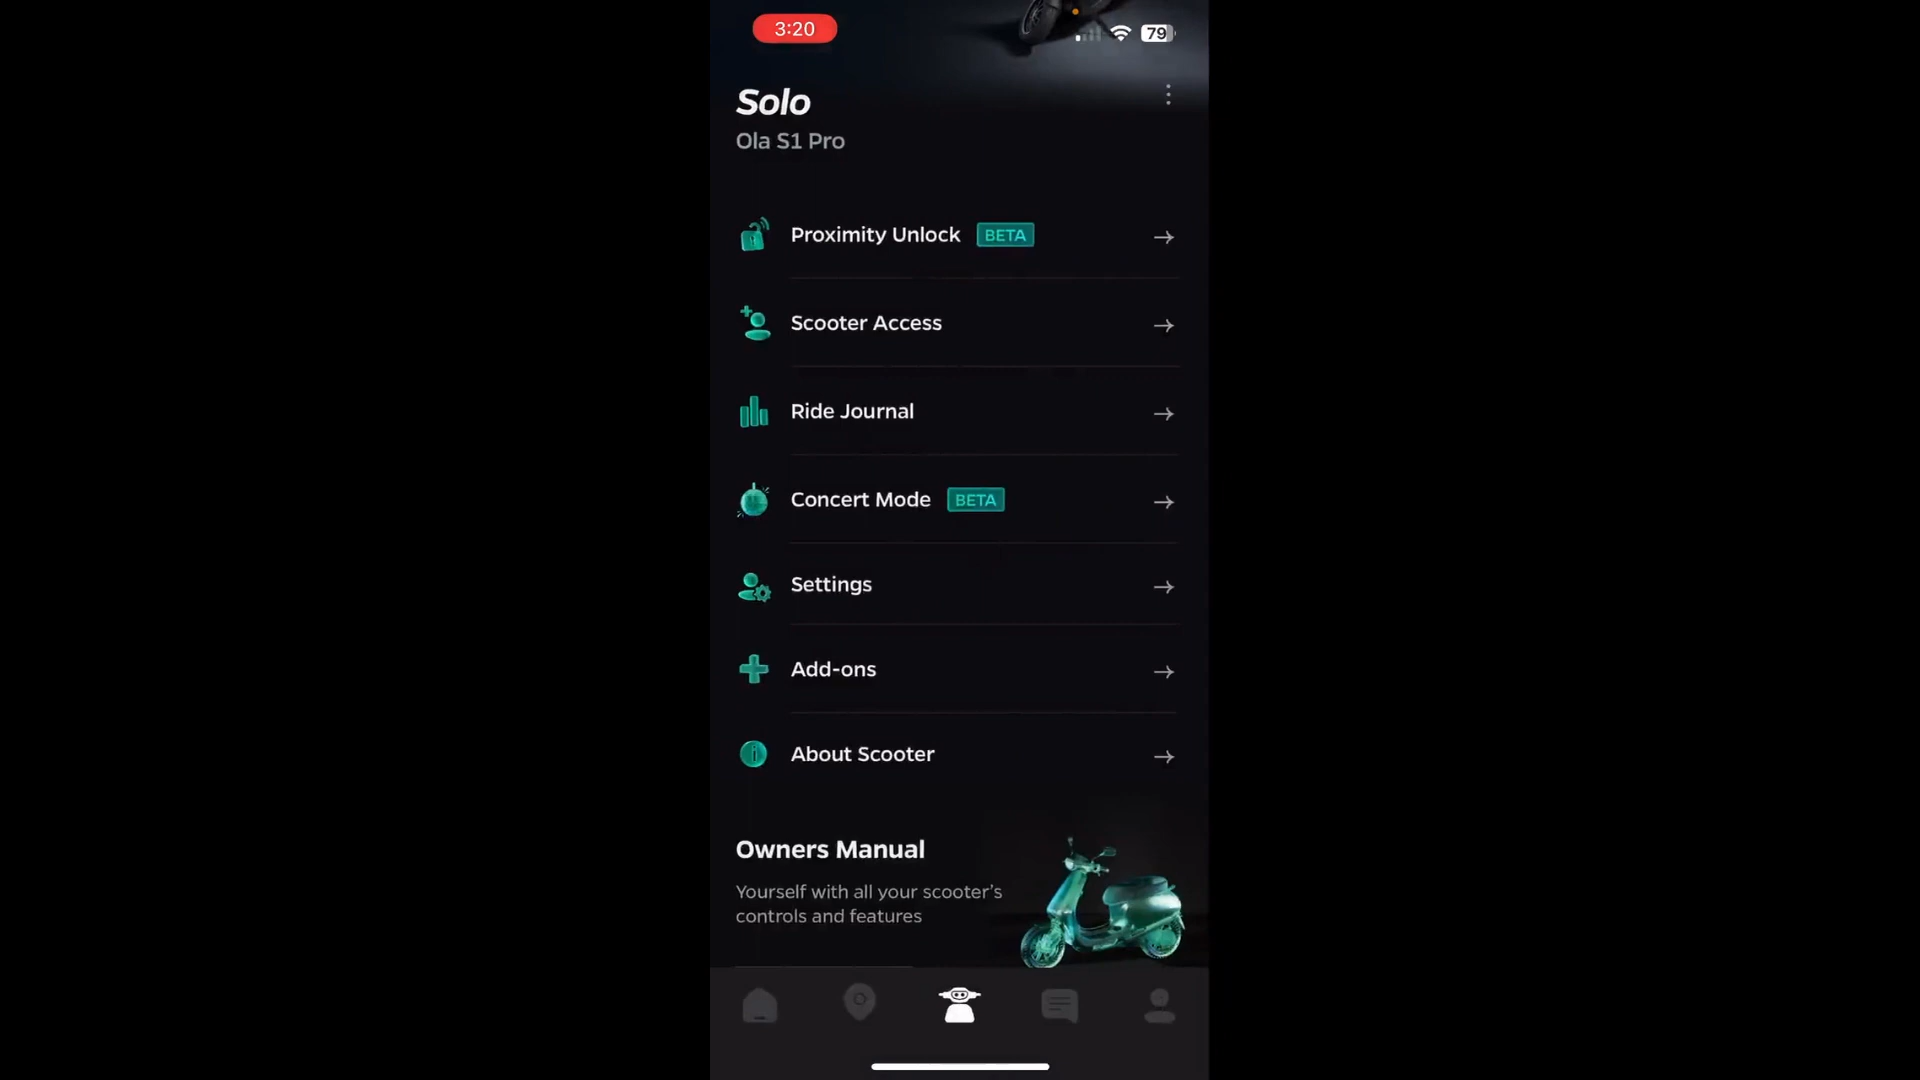 3:20
79
Solo
Ola S1 Pro
Proximity Unlock BETA
Scooter Access
Ride Journal
Concert Mode BETA
Settings
Add-ons
About Scooter
Owners Manual
Yourself with all your scooter's
controls and features